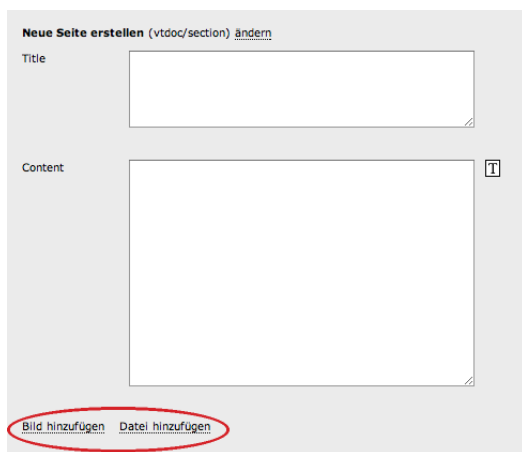 Neue Seite erstellen (vtdoc/section) ändern
Title
Content
T
Bild hinzufügen Datei hinzufügen